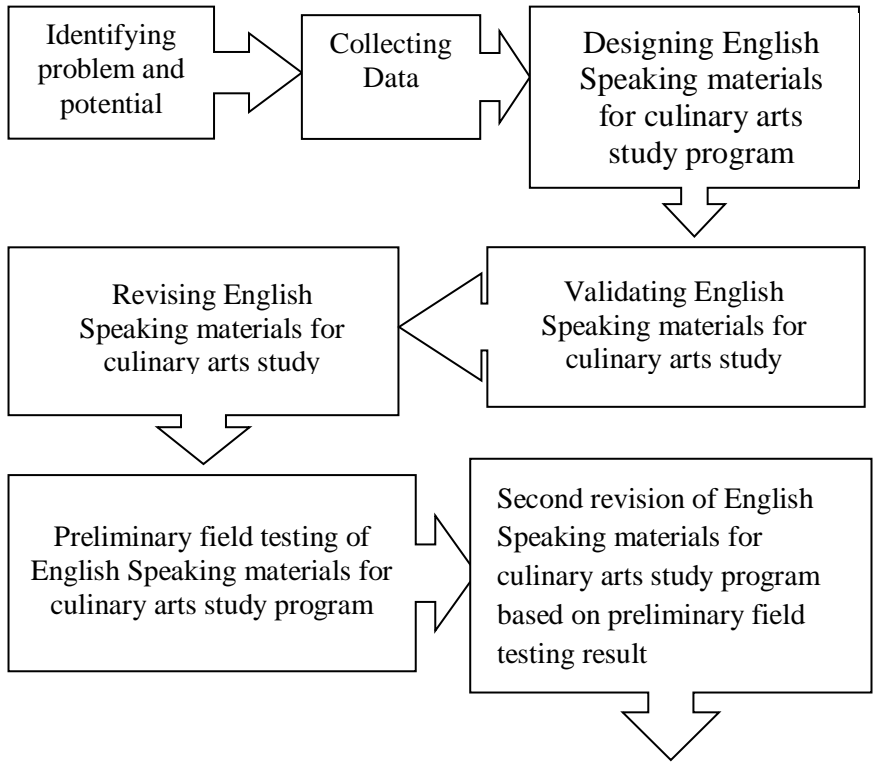 Identifying
problem and
potential
Collecting
Data
Designing English
Speaking materials
for culinary arts
study program
Validating English
Speaking materials for
culinary arts study
Revising English
Speaking materials for
culinary arts study
Preliminary field testing of
English Speaking materials for
culinary arts study program
Second revision of English
Speaking materials for
culinary arts study program
based on preliminary field
testing result